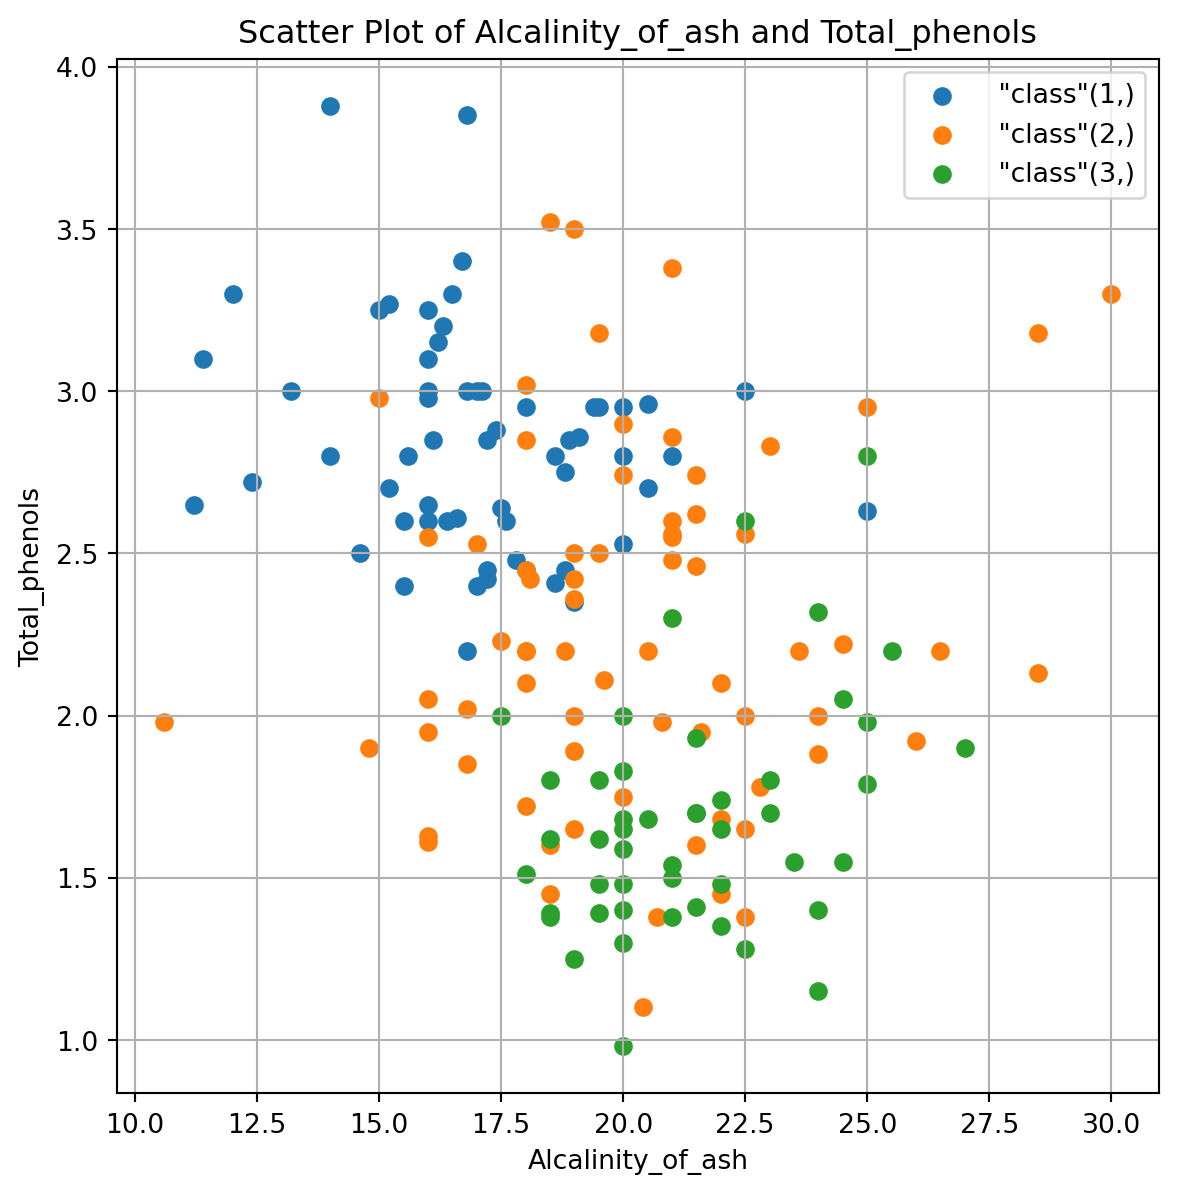 Scatter Plot of Alcalinity_of_ash and Total_phenols
"class"(1,)
"class"(2,)
"class"(3,)
Total_phenols
4.0
3.5
3.0
2.5
2.0
1.5
1.0
10.0 12.5 15.0 17.5 20.0 22.5 25.0 27.5 30.0
Alcalinity_of_ash